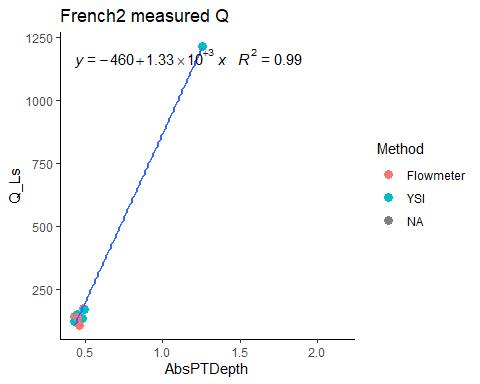 French2 measured Q
y = −460+1.33 ×10^+3 x R^2 = 0.99
1250
1000
750
500
250
Q_Ls
0.5 1.0 1.5 2.0
AbsPTDepth
Method
Flowmeter
YSI
NA